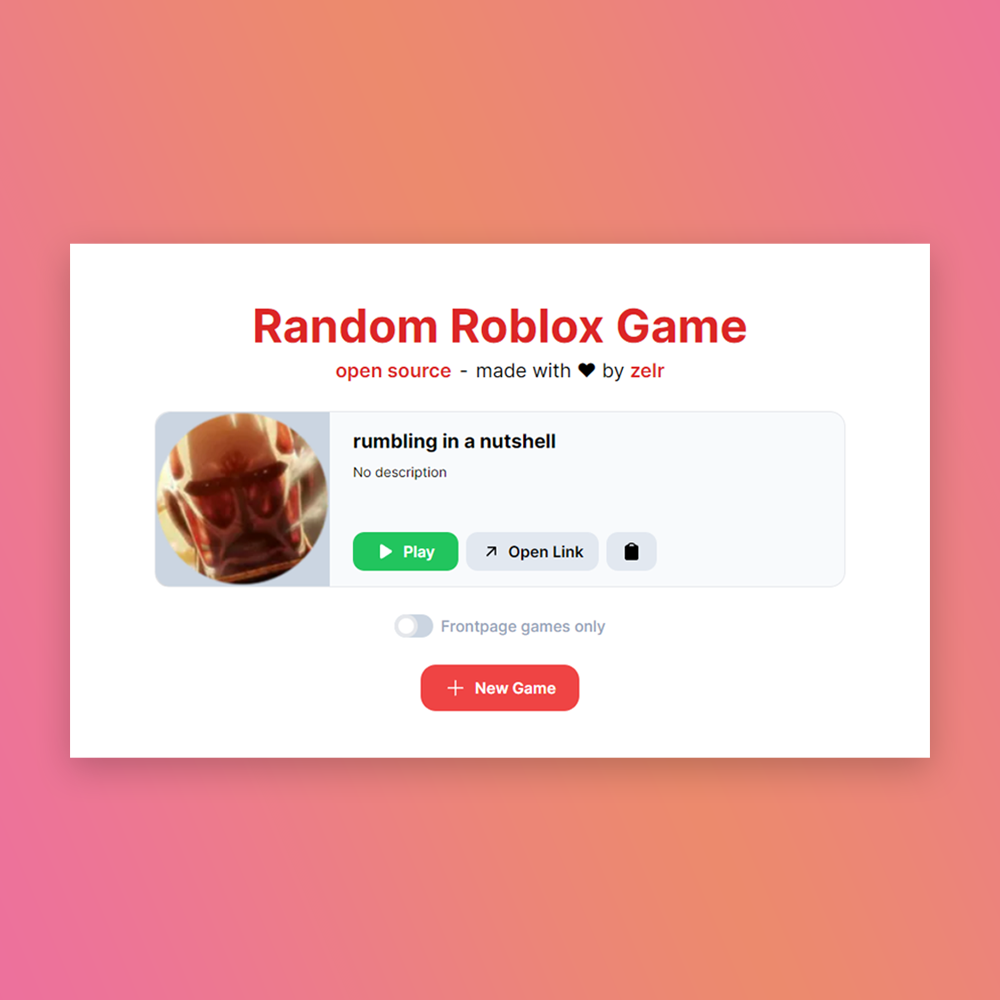 Random Roblox Game
open source - made with ♥ by zelr
rumbling in a nutshell
No description
Play
Open Link
Frontpage games only
New Game